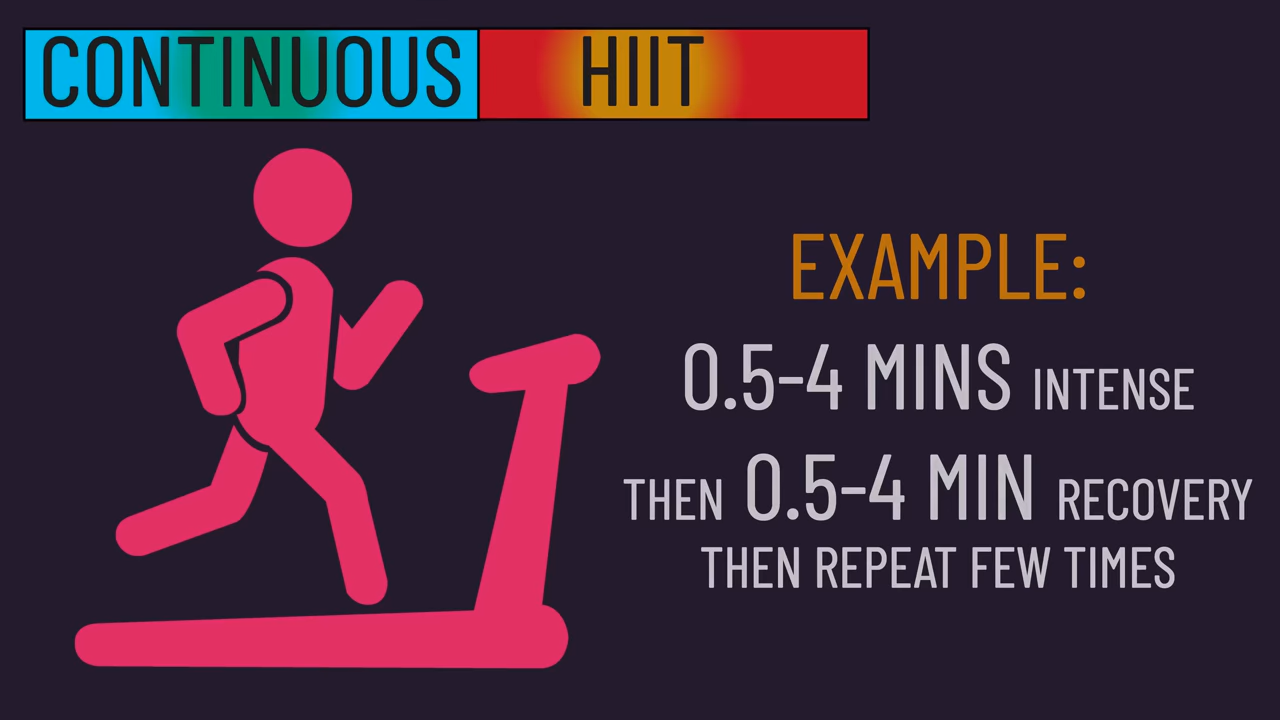 CONTINUOUS HIIT
EXAMPLE:
0.5-4 MINS INTENSE
THEN 0.5-4 MIN RECOVERY
THEN REPEAT FEW TIMES